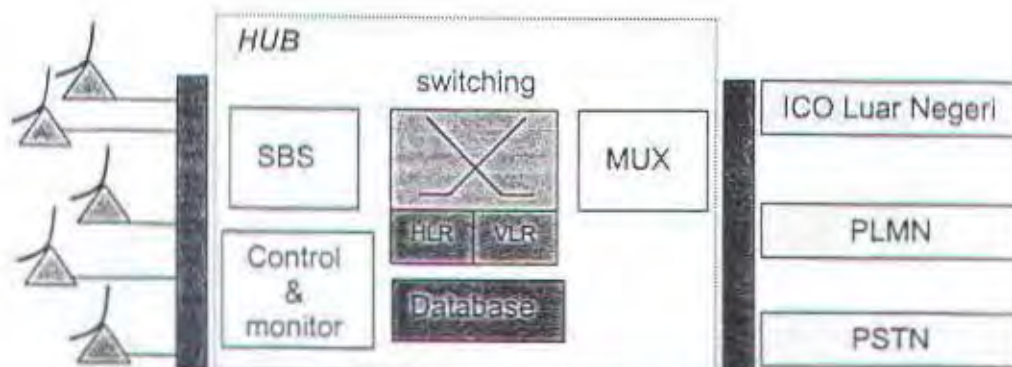 HUB
switching
SBS
MUX
HLR
VLR
Control
&
monitor
Database
ICO Luar Negeri
PLMN
PSTN